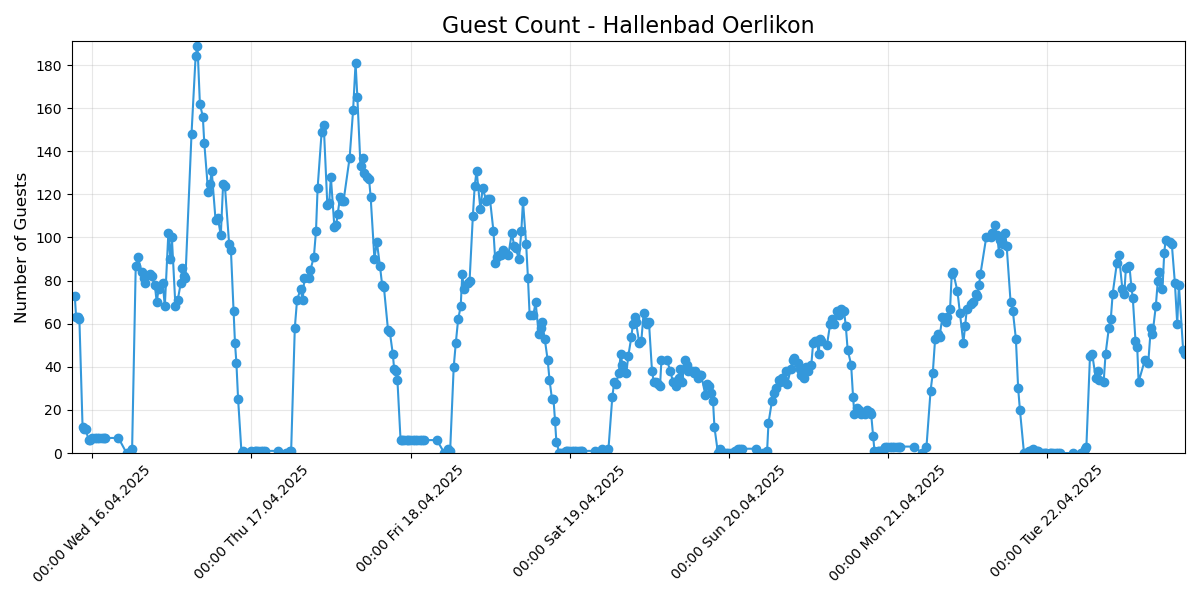 Guest Count - Hallenbad Oerlikon
Number of Guests
180
160
140
120
100
80
60
40
20
0
00:00 Wed 16.04.2025
00:00 Thu 17.04.2025
00:00 Fri 18.04.2025
00:00 Sat 19.04.2025
00:00 Sun 20.04.2025
00:00 Mon 21.04.2025
00:00 Tue 22.04.2025